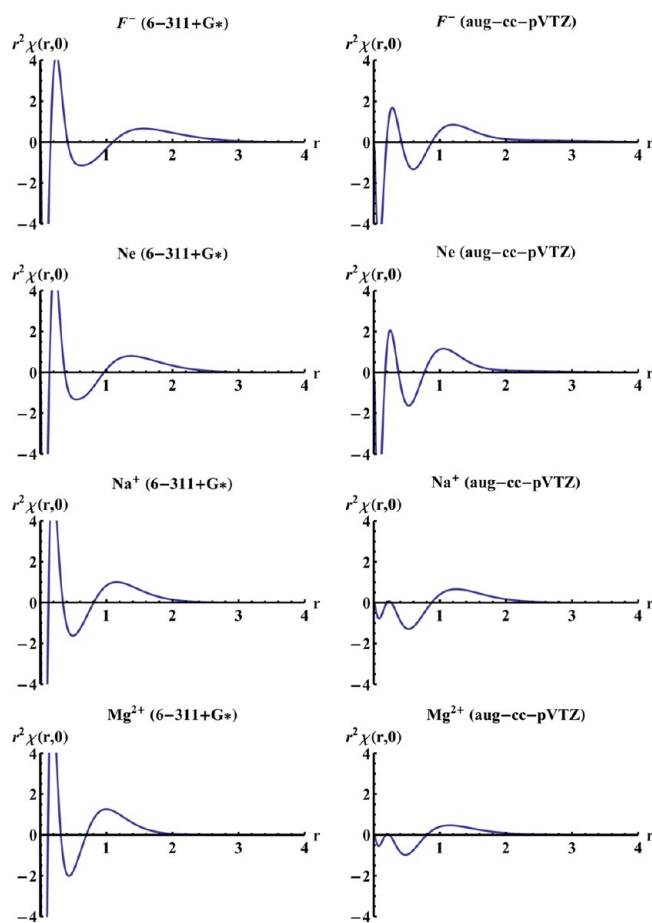 F⁻ (6−311+G*)
r²χ(r,0)
4
2
0
−2
−4
1 2 3 4 r
F⁻ (aug−cc−pVTZ)
r²χ(r,0)
4
2
0
−2
−4
1 2 3 4 r
Ne (6−311+G*)
r²χ(r,0)
4
2
0
−2
−4
1 2 3 4 r
Ne (aug−cc−pVTZ)
r²χ(r,0)
4
2
0
−2
−4
1 2 3 4 r
Na⁺ (6−311+G*)
r²χ(r,0)
4
2
0
−2
−4
1 2 3 4 r
Na⁺ (aug−cc−pVTZ)
r²χ(r,0)
4
2
0
−2
−4
1 2 3 4 r
Mg²⁺ (6−311+G*)
r²χ(r,0)
4
2
0
−2
−4
1 2 3 4 r
Mg²⁺ (aug−cc−pVTZ)
r²χ(r,0)
4
2
0
−2
−4
1 2 3 4 r